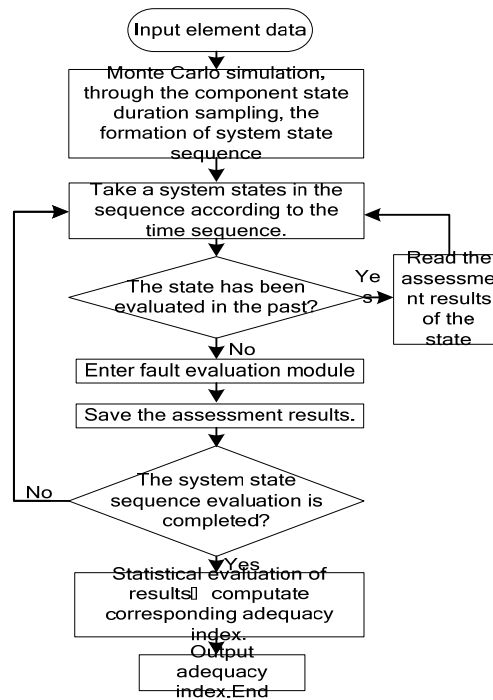 Input element data
Monte Carlo simulation,
through the component state
duration sampling, the
formation of system state
sequence
Take a system states in the
sequence according to the
time sequence.
The state has been
evaluated in the past?
Ye
s
Read the
assessme
nt results
of the
state
No
Enter fault evaluation module
Save the assessment results.
The system state
sequence evaluation is
completed?
No
Yes
Statistical evaluation of
results▯ computate
corresponding adequacy
index.
Output
adequacy
index.End